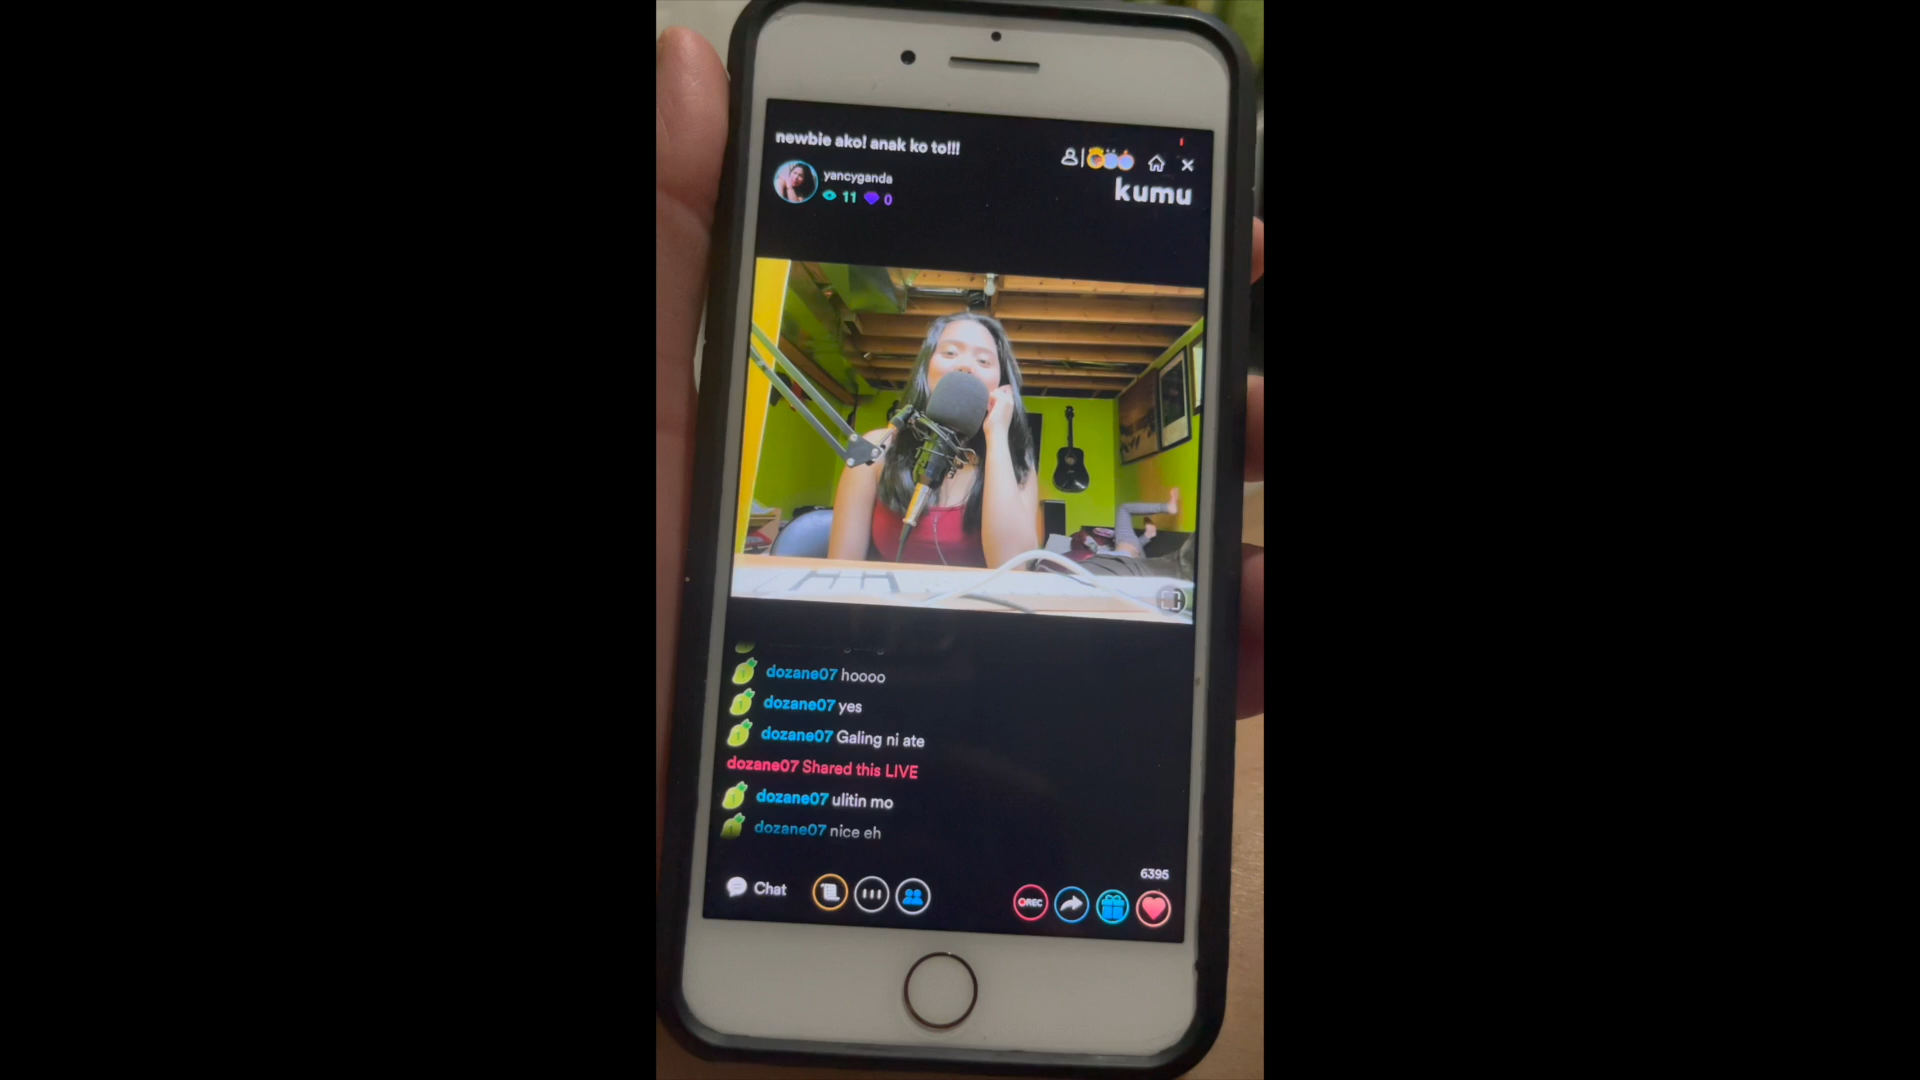 newbie ako! anak ko to!!!
yancyganda
11 0
kumu
dozane07 hoooo
dozane07 yes
dozane07 Galing ni ate
dozane07 Shared this LIVE
dozane07 ulitin mo
dozane07 nice eh
6395
Chat
REC